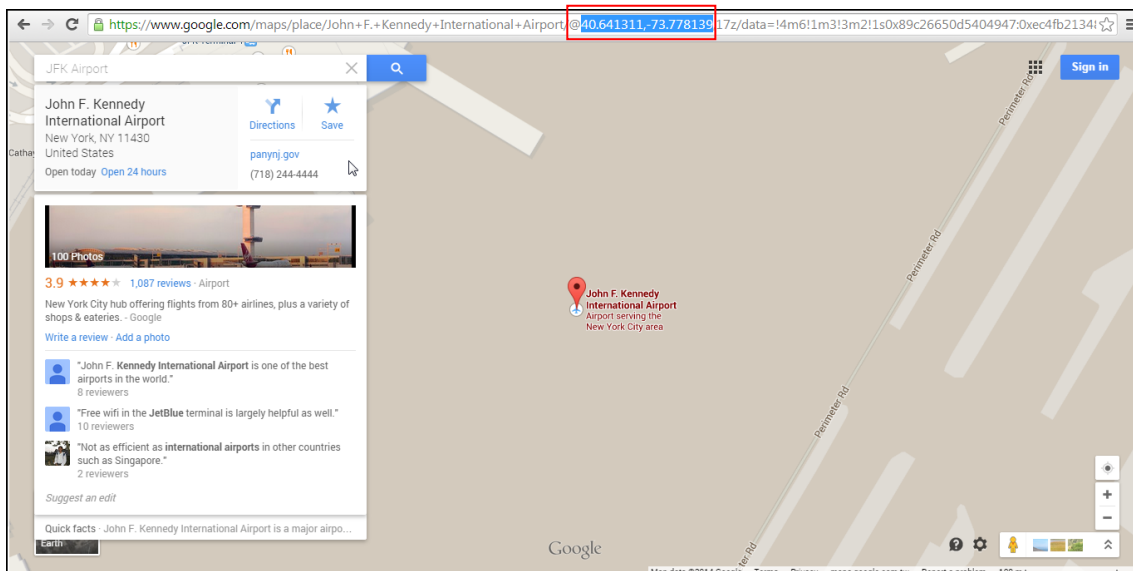 https://www.google.com/maps/place/John+F.+Kennedy+International+Airport/@40.641311,-73.778139,17z/data=!4m6!1m3!3m2!1s0x89c26650d5404947:0xec4fb21348
JFK Airport
Sign in
John F. Kennedy
International Airport
New York, NY 11430
United States
Open today Open 24 hours
Directions
Save
panynj.gov
(718) 244-4444
100 Photos
3.9 ★★★★★ 1,087 reviews · Airport
New York City hub offering flights from 80+ airlines, plus a variety of
shops & eateries. - Google
Write a review · Add a photo
"John F. Kennedy International Airport is one of the best
airports in the world."
8 reviewers
"Free wifi in the JetBlue terminal is largely helpful as well."
10 reviewers
"Not as efficient as international airports in other countries
such as Singapore."
2 reviewers
Suggest an edit
Quick facts · John F. Kennedy International Airport is a major airpo...
Earth
John F. Kennedy
International Airport
Airport serving the
New York City area
Perimeter Rd
Perimeter Rd
Perimeter Rd
Google